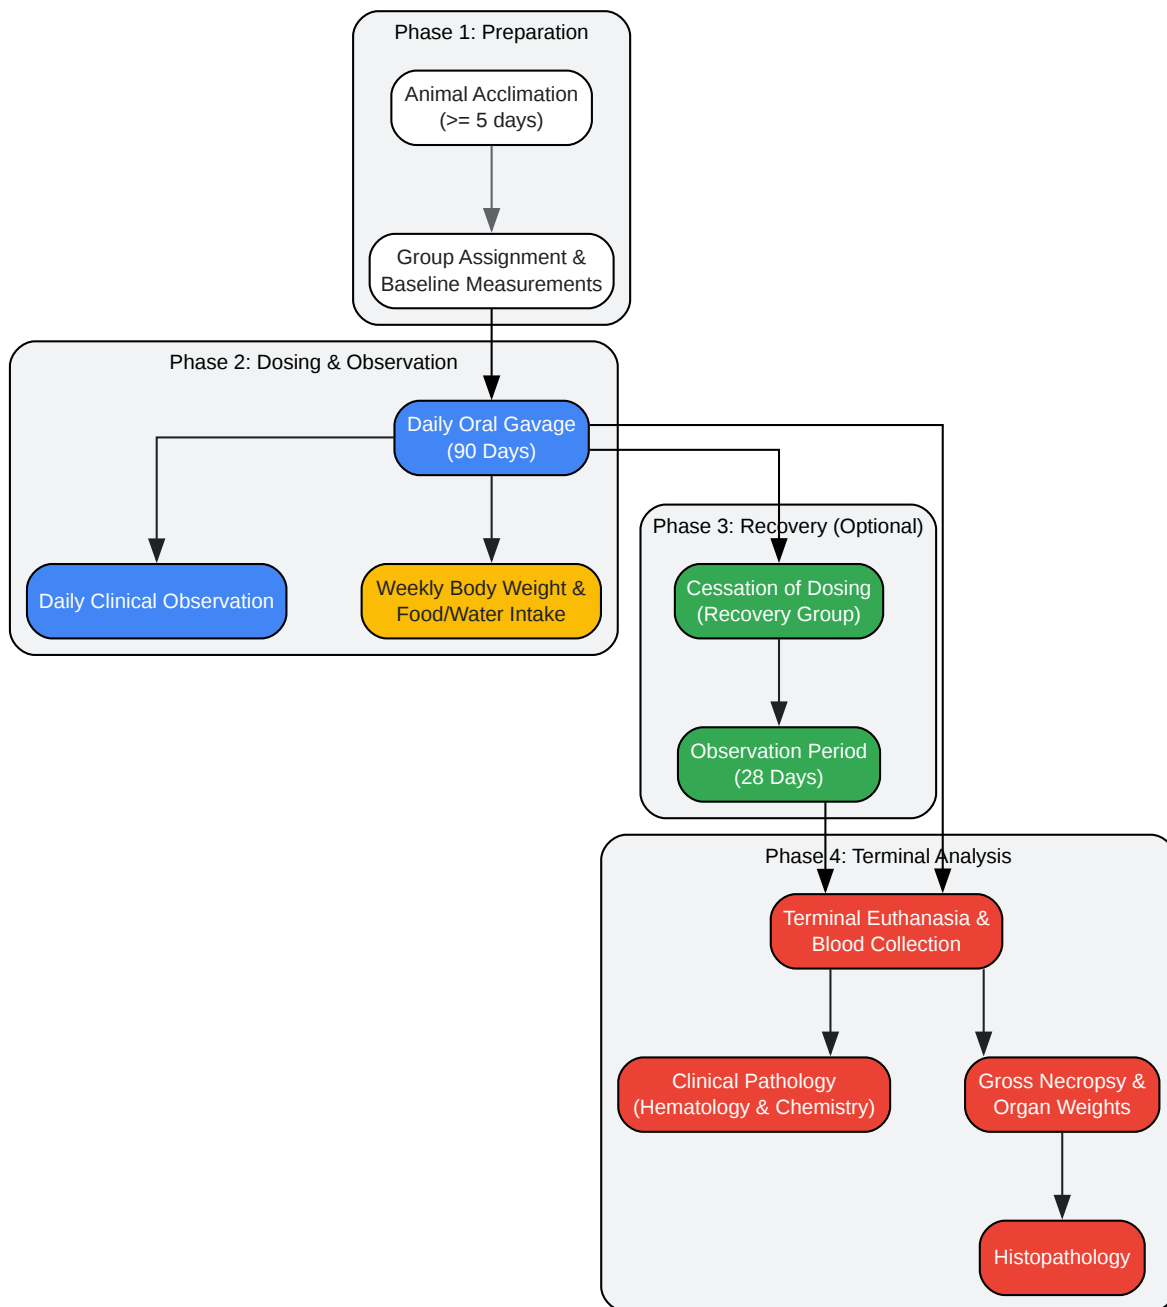 Phase 1: Preparation
Animal Acclimation
(>= 5 days)
Group Assignment &
Baseline Measurements
Phase 2: Dosing & Observation
Daily Oral Gavage
(90 Days)
Daily Clinical Observation
Weekly Body Weight &
Food/Water Intake
Phase 3: Recovery (Optional)
Cessation of Dosing
(Recovery Group)
Observation Period
(28 Days)
Phase 4: Terminal Analysis
Terminal Euthanasia &
Blood Collection
Clinical Pathology
(Hematology & Chemistry)
Gross Necropsy &
Organ Weights
Histopathology